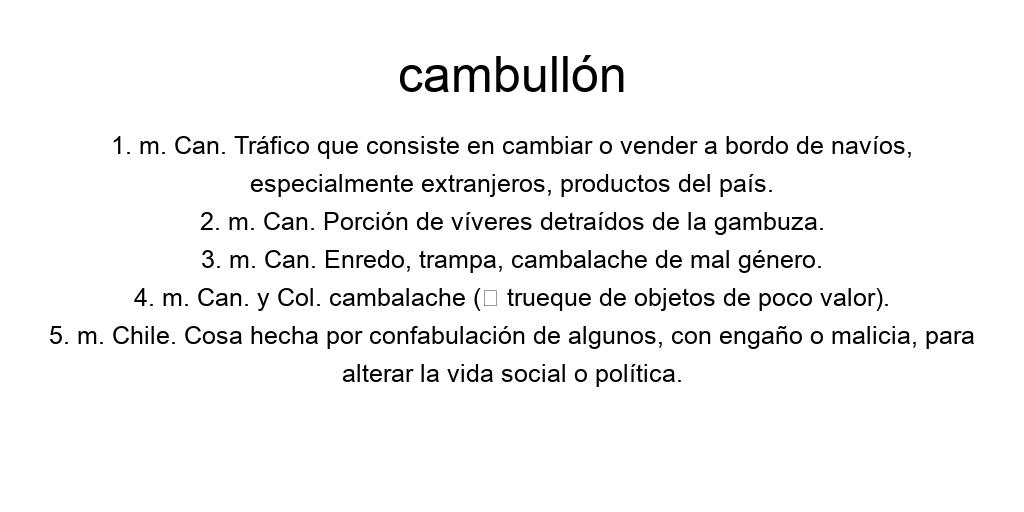 cambullón
1. m. Can. Tráfico que consiste en cambiar o vender a bordo de navíos,
especialmente extranjeros, productos del país.
2. m. Can. Porción de víveres detraídos de la gambuza.
3. m. Can. Enredo, trampa, cambalache de mal género.
4. m. Can. y Col. cambalache (□ trueque de objetos de poco valor).
5. m. Chile. Cosa hecha por confabulación de algunos, con engaño o malicia, para
alterar la vida social o política.